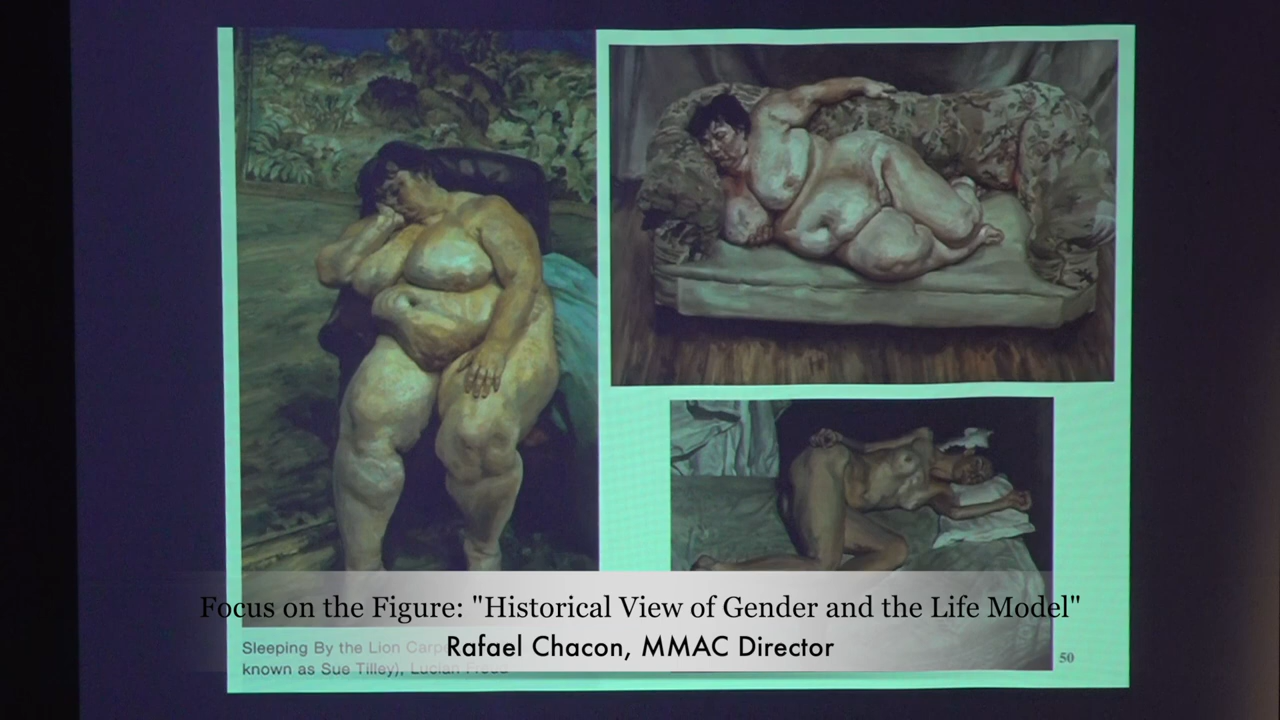 Focus on the Figure: "Historical View of Gender and the Life Model"
Rafael Chacon, MMAC Director
Sleeping By the Lion Carpe
known as Sue Tilley), Lucian Freud
50